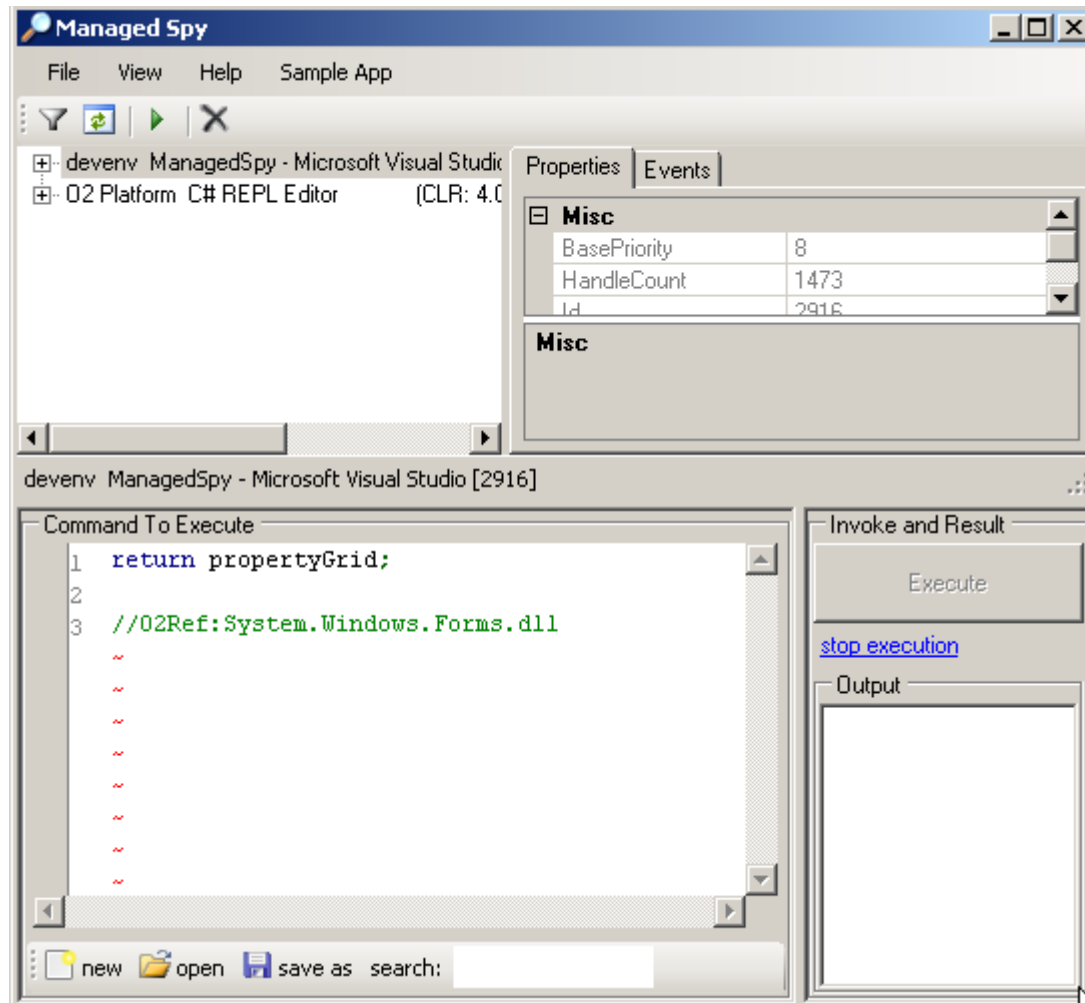 Managed Spy
File View Help Sample App
devenv ManagedSpy - Microsoft Visual Studic
O2 Platform C# REPL Editor (CLR: 4.0
Properties Events
Misc
BasePriority 8
HandleCount 1473
Id 2916
Misc
devenv ManagedSpy - Microsoft Visual Studio [2916]
Command To Execute
1 return propertyGrid;
2
3 //O2Ref:System.Windows.Forms.dll
~
~
~
~
~
~
~
~
new open save as search:
Invoke and Result
Execute
stop execution
Output